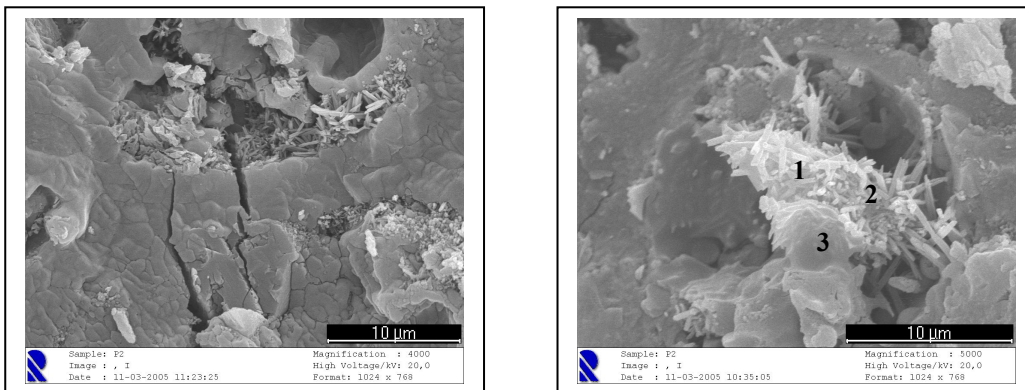 10 µm
Sample: P2
Image : , I
Date : 11-03-2005 11:23:25
Magnification : 4000
High Voltage/kV: 20,0
Format: 1024 x 768
1
2
3
10 µm
Sample: P2
Image : , I
Date : 11-03-2005 10:35:05
Magnification : 5000
High Voltage/kV: 20,0
Format: 1024 x 768